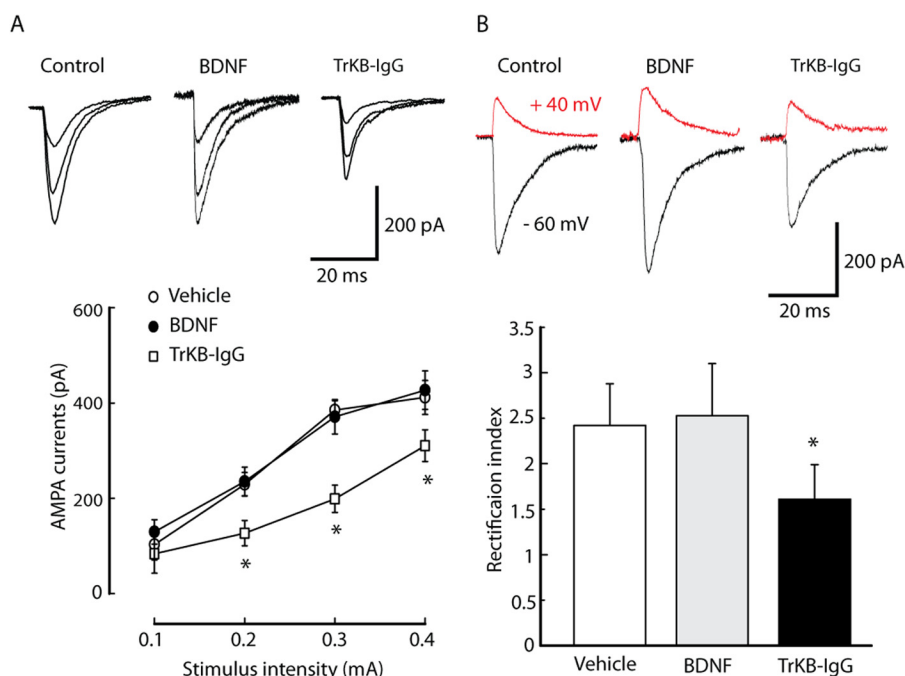 A
Control BDNF TrKB-IgG
200 pA
20 ms
Vehicle
BDNF
TrKB-IgG
AMPA currents (pA)
600
400
200
0
*
*
*
0.1 0.2 0.3 0.4
Stimulus intensity (mA)
B
Control BDNF TrKB-IgG
+ 40 mV
- 60 mV
200 pA
20 ms
Rectificaion inndex
3.5
3
2.5
2
1.5
1
0.5
0
*
Vehicle BDNF TrKB-IgG